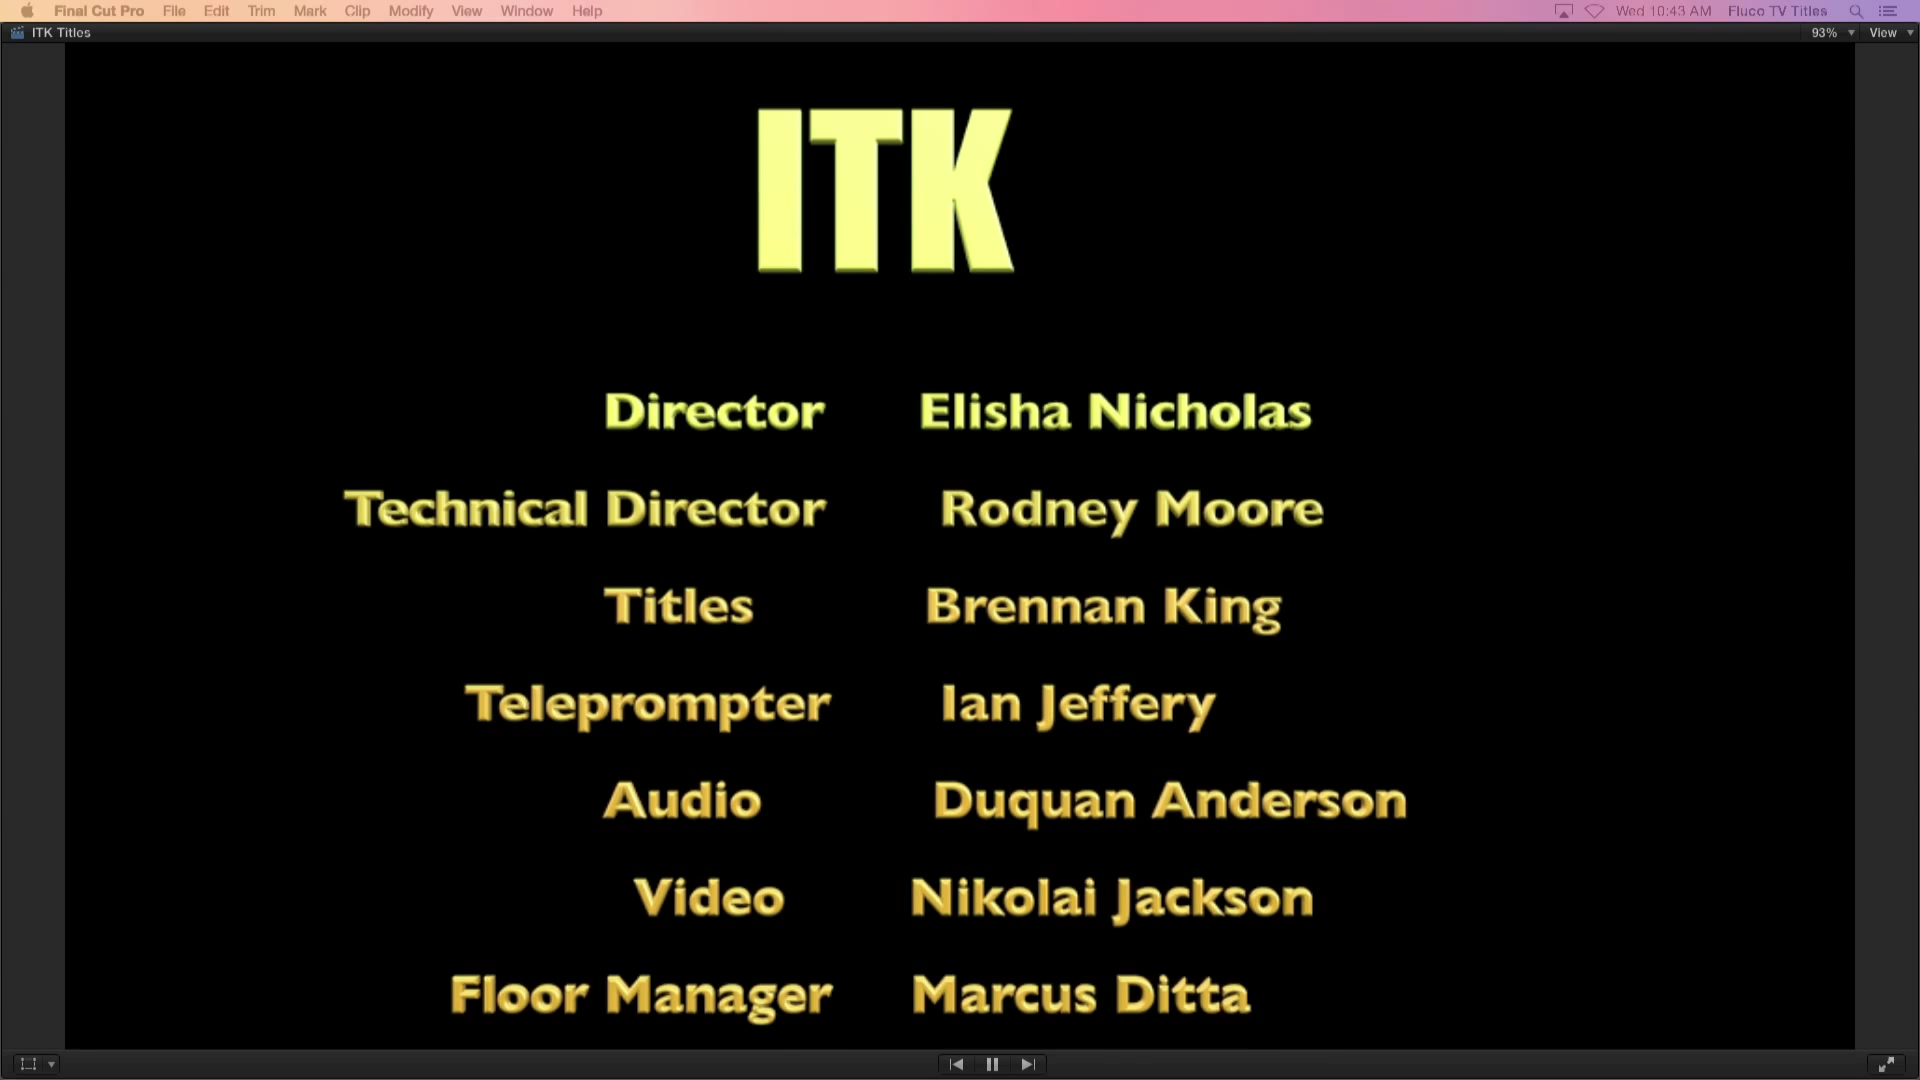 Final Cut Pro File Edit Trim Mark Clip Modify View Window Help Wed 10:43 AM Fluco TV Titles
ITK Titles 93% View
ITK
Director Elisha Nicholas
Technical Director Rodney Moore
Titles Brennan King
Teleprompter Ian Jeffery
Audio Duquan Anderson
Video Nikolai Jackson
Floor Manager Marcus Ditta